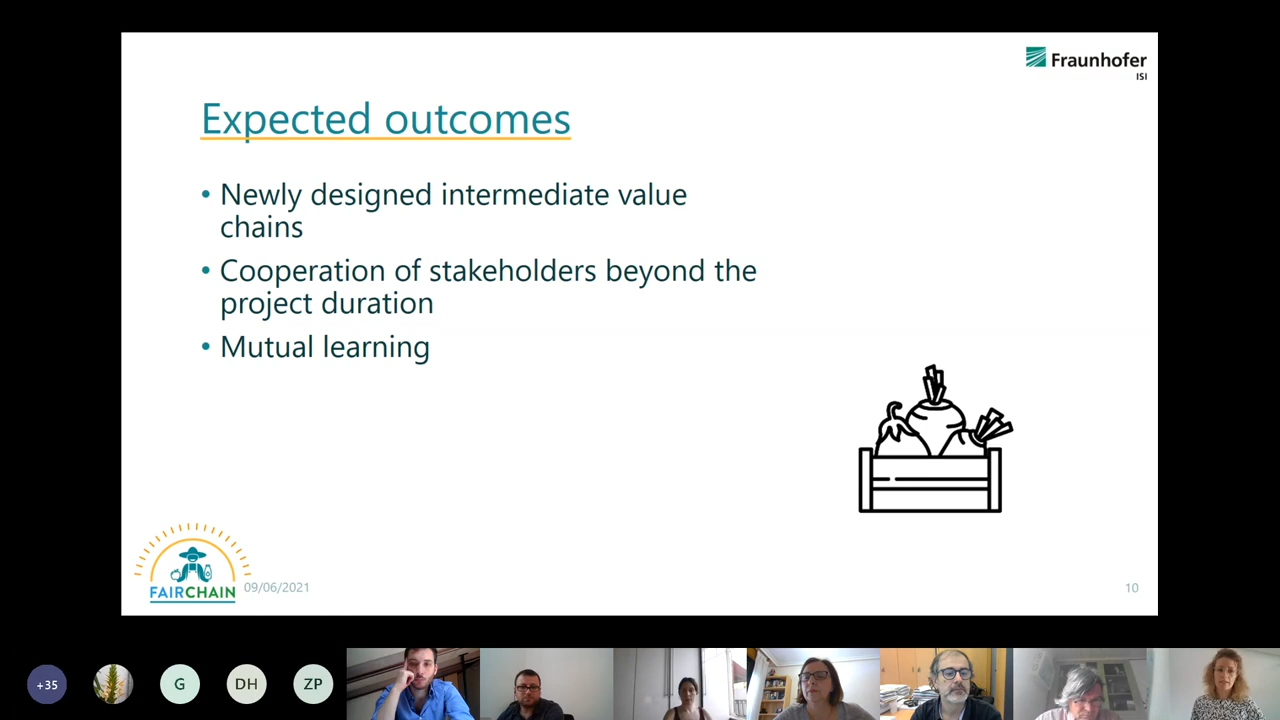 Fraunhofer
ISI
Expected outcomes
• Newly designed intermediate value
chains
• Cooperation of stakeholders beyond the
project duration
• Mutual learning
FAIRCHAIN
09/06/2021
10
+35
G
DH
ZP